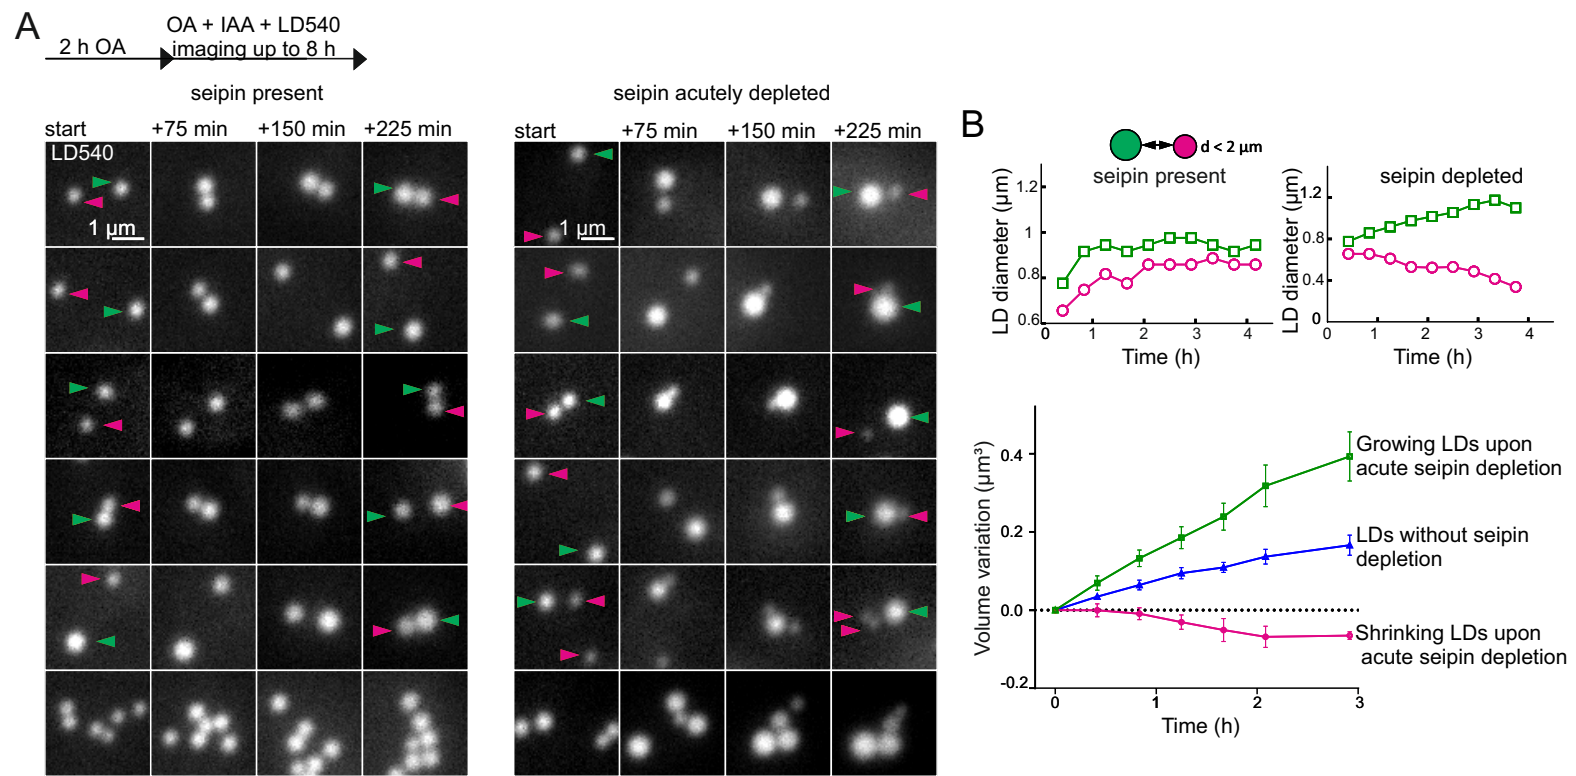 A
2 h OA
OA + IAA + LD540
imaging up to 8 h
seipin present
start +75 min +150 min +225 min
LD540
1 µm
seipin acutely depleted
start +75 min +150 min +225 min
1 µm
B
d < 2 µm
seipin present
LD diameter (µm)
1.2
1
0.8
0.6
0 1 2 3 4
Time (h)
seipin depleted
LD diameter (µm)
1.2
0.8
0.4
0
0 1 2 3 4
Time (h)
Volume variation (µm³)
0.4
0.2
0.0
-0.2
0 1 2 3
Time (h)
Growing LDs upon
acute seipin depletion
LDs without seipin
depletion
Shrinking LDs upon
acute seipin depletion